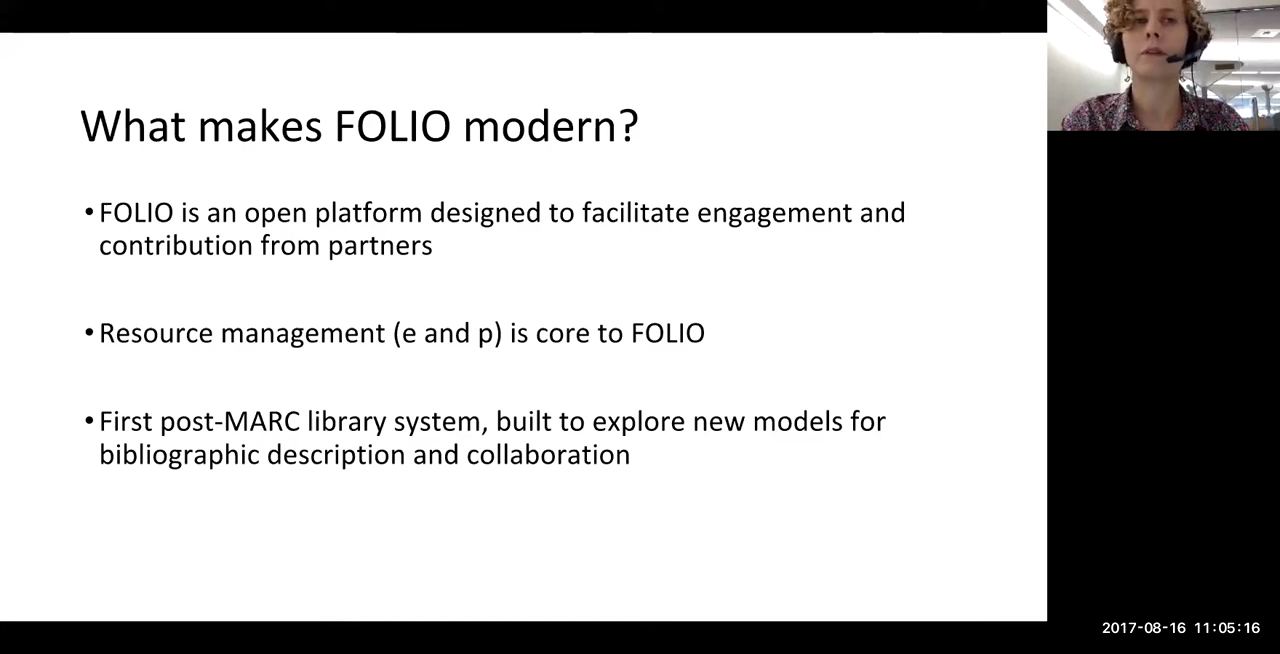 What makes FOLIO modern?
•FOLIO is an open platform designed to facilitate engagement and
contribution from partners
•Resource management (e and p) is core to FOLIO
•First post-MARC library system, built to explore new models for
bibliographic description and collaboration
2017-08-16 11:05:16